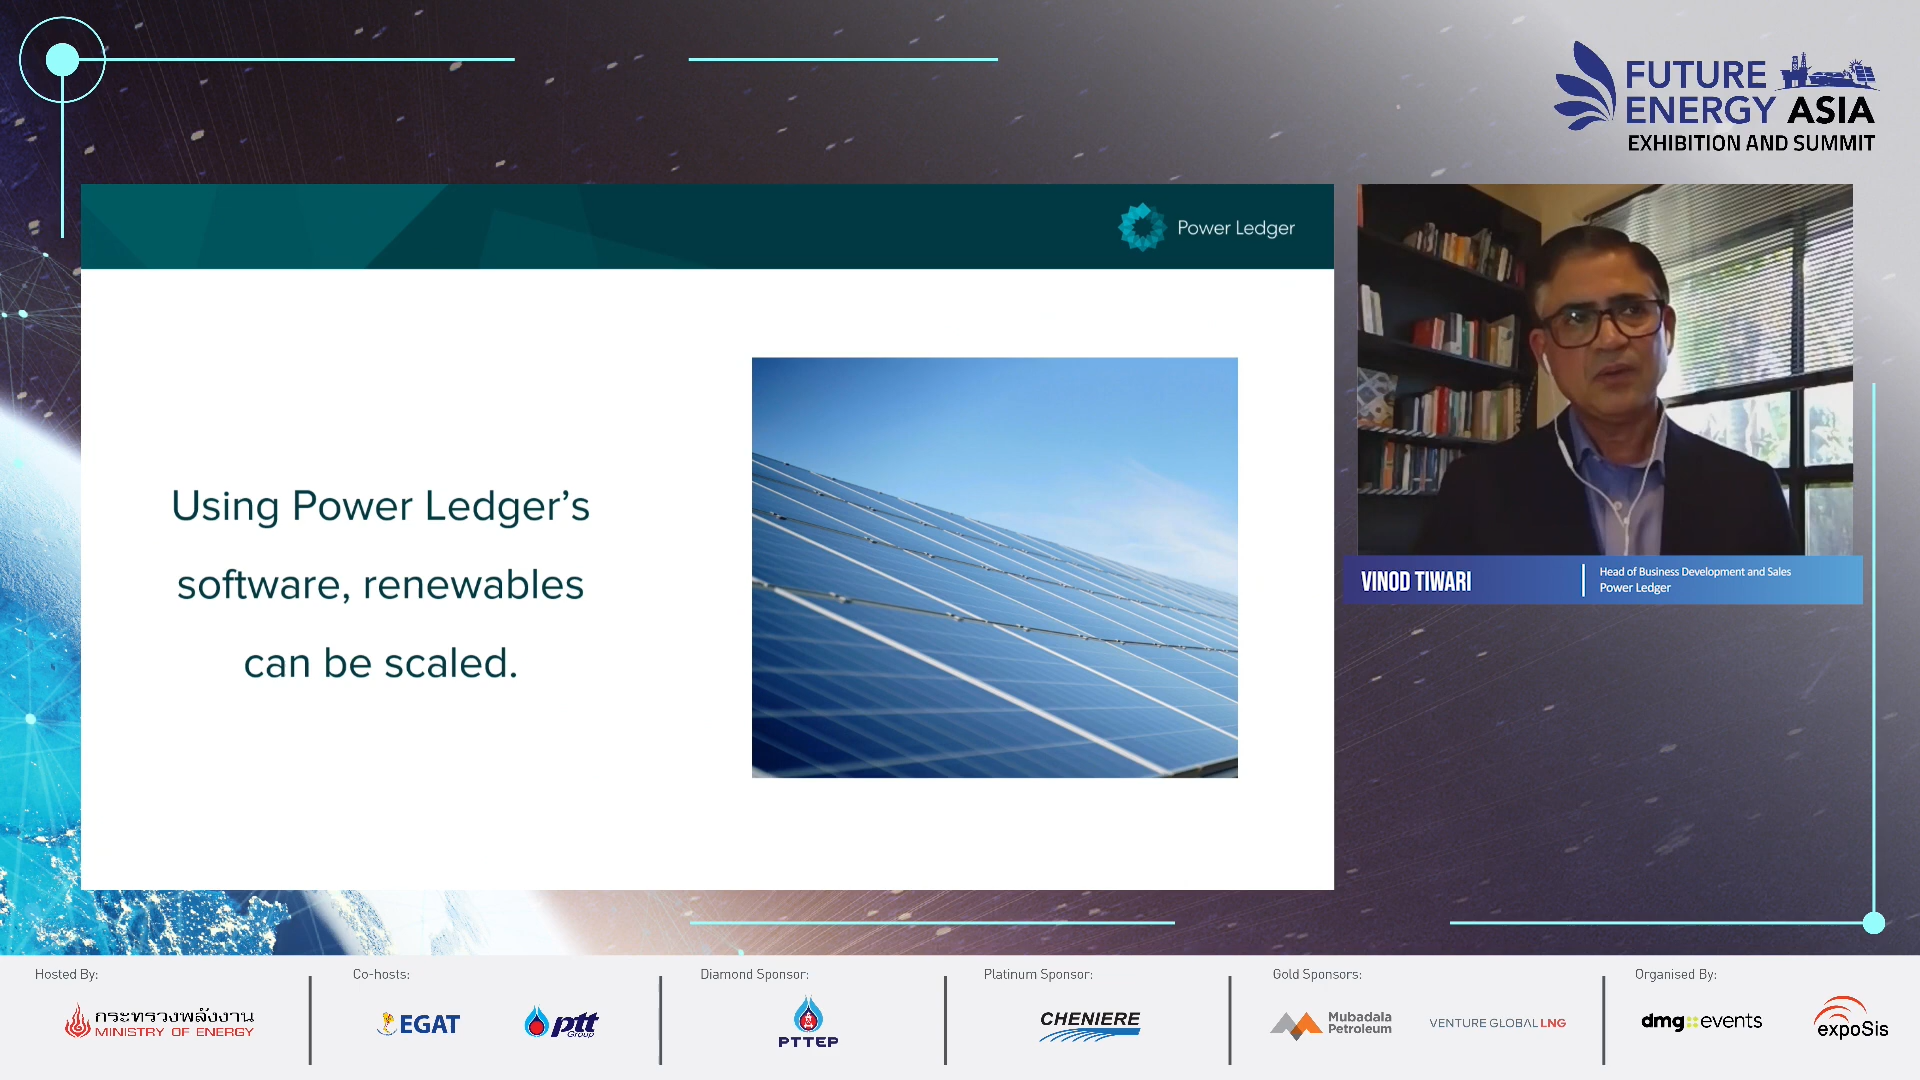 FUTURE
ENERGY ASIA
EXHIBITION AND SUMMIT
Power Ledger
Using Power Ledger’s
software, renewables
can be scaled.
VINOD TIWARI
Head of Business Development and Sales
Power Ledger
Hosted By:
กระทรวงพลังงาน
MINISTRY OF ENERGY
Co-hosts:
EGAT
ptt
Group
Diamond Sponsor:
PTTEP
Platinum Sponsor:
CHENIERE
Gold Sponsors:
Mubadala
Petroleum
VENTURE GLOBAL LNG
Organised By:
dmg::events
expoSis